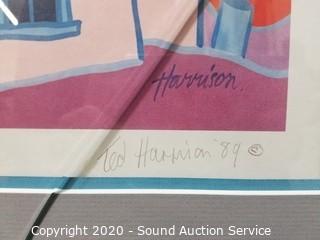 Harrison.
Ted Harrison '89 ©
Copyright 2020 - Sound Auction Service